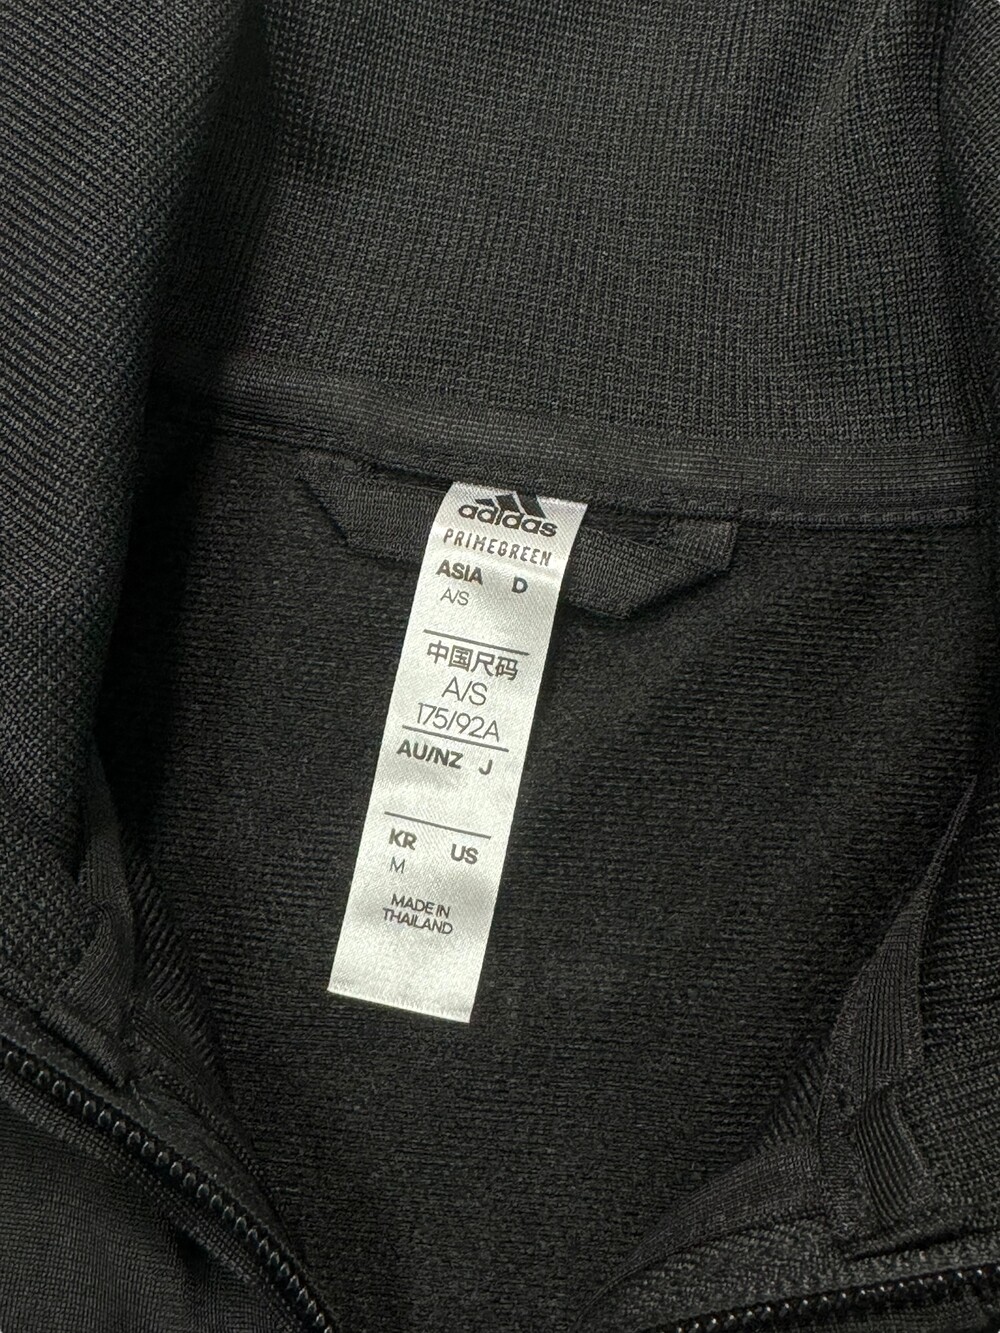 adidas
PRIMEGREEN
ASIA D
A/S
中国尺码
A/S
175/92A
AU/NZ J
KR US
M
MADE IN
THAILAND